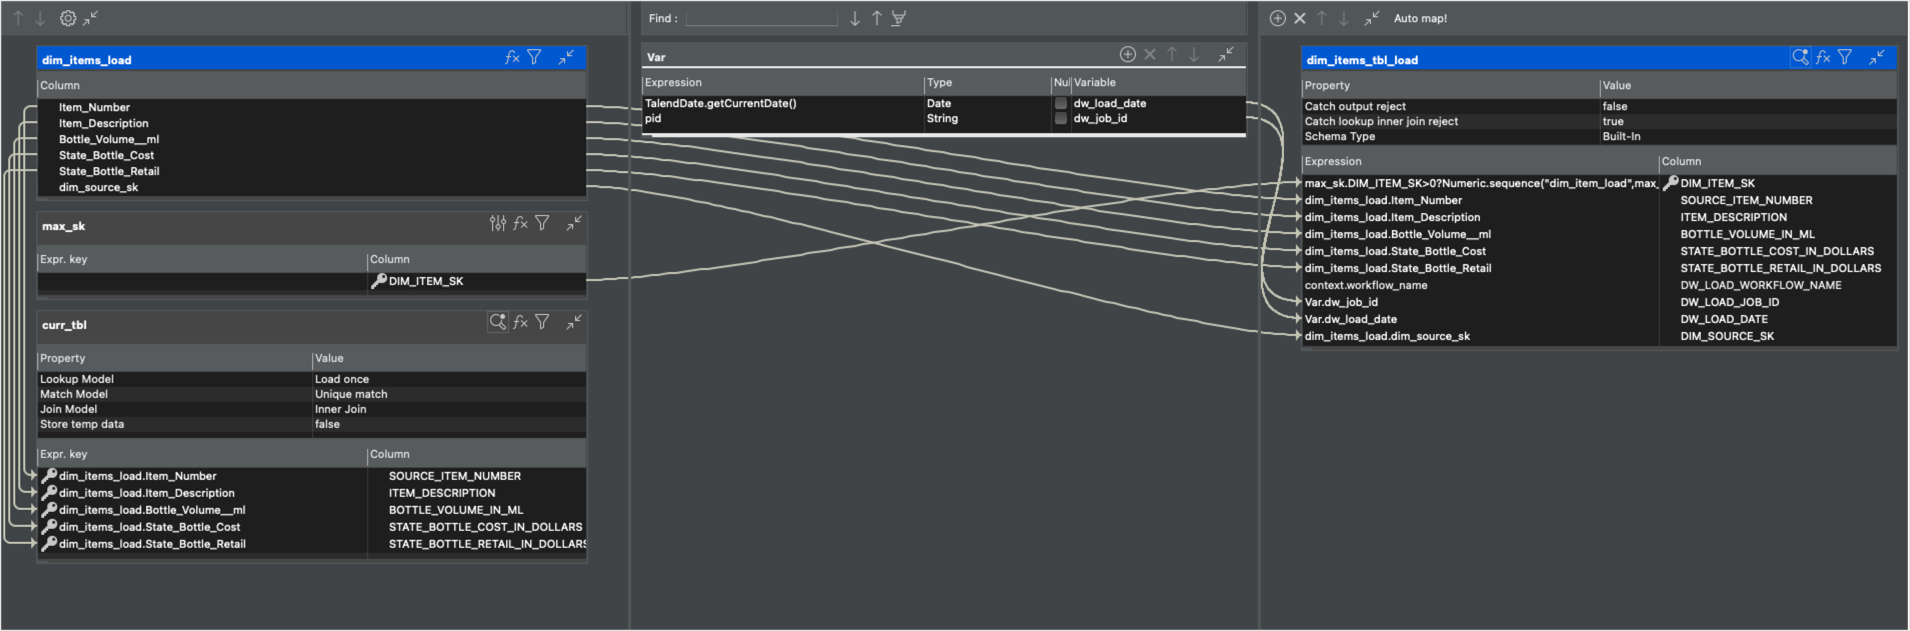 dim_items_load
Column
Item_Number
Item_Description
Bottle_Volume__ml
State_Bottle_Cost
State_Bottle_Retail
dim_source_sk
max_sk
Expr. key Column
DIM_ITEM_SK
curr_tbl
Property Value
Lookup Model Load once
Match Model Unique match
Join Model Inner Join
Store temp data false
Expr. key Column
dim_items_load.Item_Number SOURCE_ITEM_NUMBER
dim_items_load.Item_Description ITEM_DESCRIPTION
dim_items_load.Bottle_Volume__ml BOTTLE_VOLUME_IN_ML
dim_items_load.State_Bottle_Cost STATE_BOTTLE_COST_IN_DOLLARS
dim_items_load.State_Bottle_Retail STATE_BOTTLE_RETAIL_IN_DOLLARS
Find :
Var
Expression Type Nul Variable
TalendDate.getCurrentDate() Date dw_load_date
pid String dw_job_id
Auto map!
dim_items_tbl_load
Property Value
Catch output reject false
Catch lookup inner join reject true
Schema Type Built-In
Expression Column
max_sk.DIM_ITEM_SK>0?Numeric.sequence("dim_item_load",max_ DIM_ITEM_SK
dim_items_load.Item_Number SOURCE_ITEM_NUMBER
dim_items_load.Item_Description ITEM_DESCRIPTION
dim_items_load.Bottle_Volume__ml BOTTLE_VOLUME_IN_ML
dim_items_load.State_Bottle_Cost STATE_BOTTLE_COST_IN_DOLLARS
dim_items_load.State_Bottle_Retail STATE_BOTTLE_RETAIL_IN_DOLLARS
context.workflow_name DW_LOAD_WORKFLOW_NAME
Var.dw_job_id DW_LOAD_JOB_ID
Var.dw_load_date DW_LOAD_DATE
dim_items_load.dim_source_sk DIM_SOURCE_SK